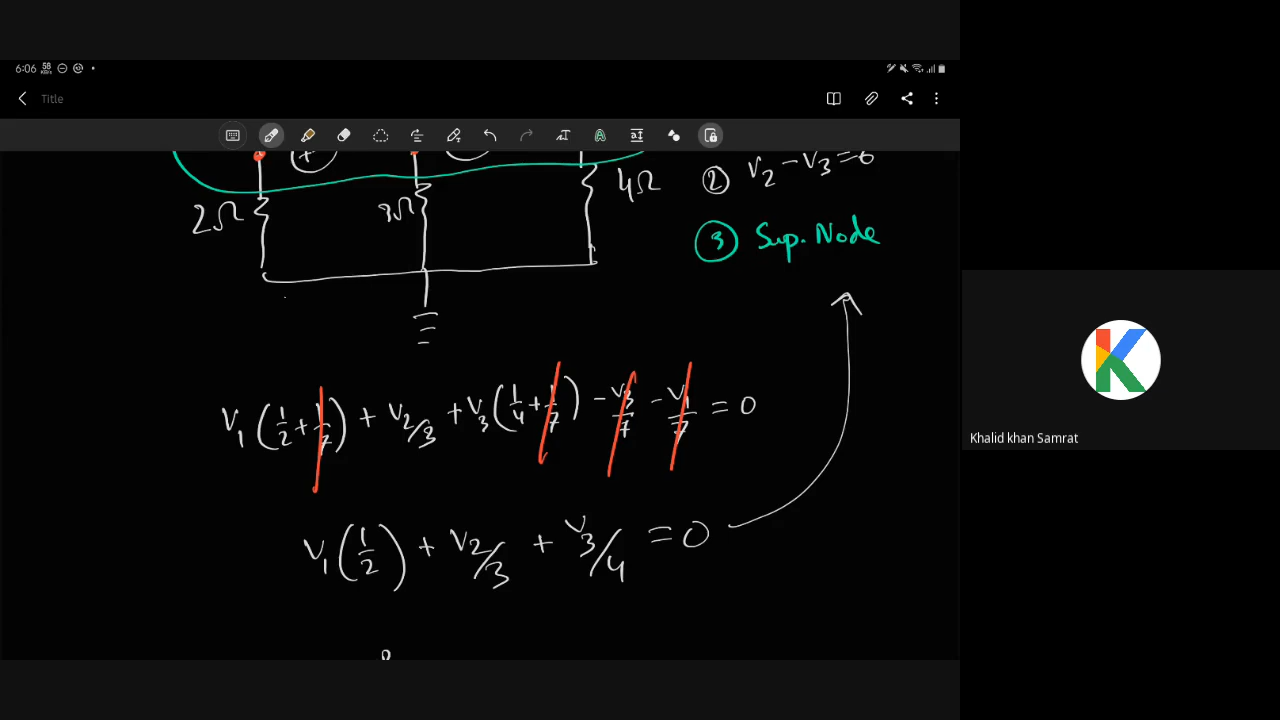 6:06 58 KB/s
Title
+
2Ω 3Ω 4Ω
② V2 - V3 = 6
③ Sup. Node
V1 (1/2 + 1/7) + V2/3 + V3 (1/4 + 1/7) - V3/7 - V1/7 = 0
V1 (1/2) + V2/3 + V3/4 = 0
Khalid khan Samrat